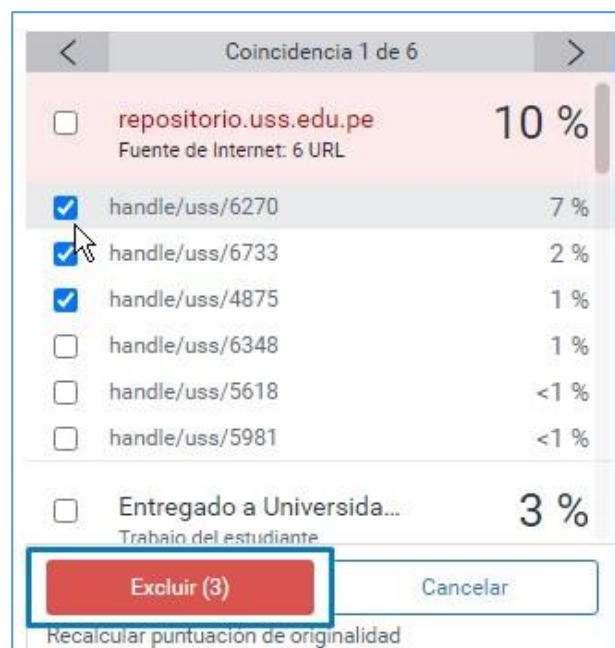 Coincidencia 1 de 6
repositorio.uss.edu.pe 10 %
Fuente de Internet: 6 URL
handle/uss/6270 7 %
handle/uss/6733 2 %
handle/uss/4875 1 %
handle/uss/6348 1 %
handle/uss/5618 <1 %
handle/uss/5981 <1 %
Entregado a Universida... 3 %
Trabajo del estudiante
Excluir (3) Cancelar
Recalcular puntuación de originalidad